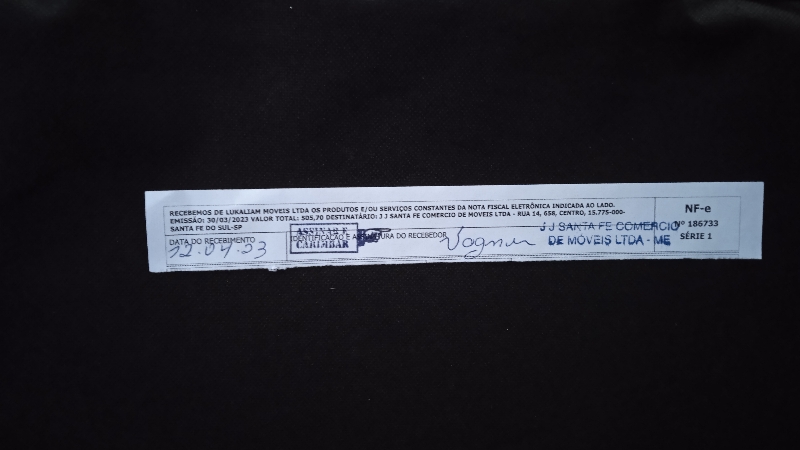 RECEBEMOS DE LUKALIAM MOVEIS LTDA OS PRODUTOS E/OU SERVIÇOS CONSTANTES DA NOTA FISCAL ELETRÔNICA INDICADA AO LADO.
EMISSÃO: 30/03/2023 VALOR TOTAL: 505,70 DESTINATÁRIO: J J SANTA FE COMERCIO DE MOVEIS LTDA - RUA 14, 658, CENTRO, 15.775-000-
SANTA FE DO SUL-SP
NF-e
Nº 186733
SÉRIE 1
DATA DO RECEBIMENTO
12.04.23
IDENTIFICAÇÃO E ASSINATURA DO RECEBEDOR
ASSINAR E
CARIMBAR
Vagner
J J SANTA FE COMERCIO
DE MÓVEIS LTDA - ME